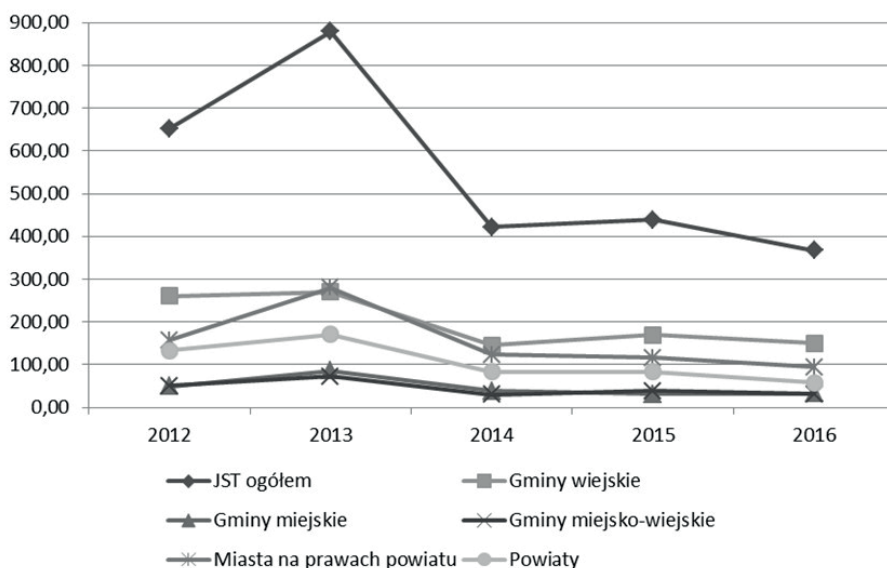 900,00
800,00
700,00
600,00
500,00
400,00
300,00
200,00
100,00
0,00
2012 2013 2014 2015 2016
JST ogółem Gminy wiejskie
Gminy miejskie Gminy miejsko-wiejskie
Miasta na prawach powiatu Powiaty